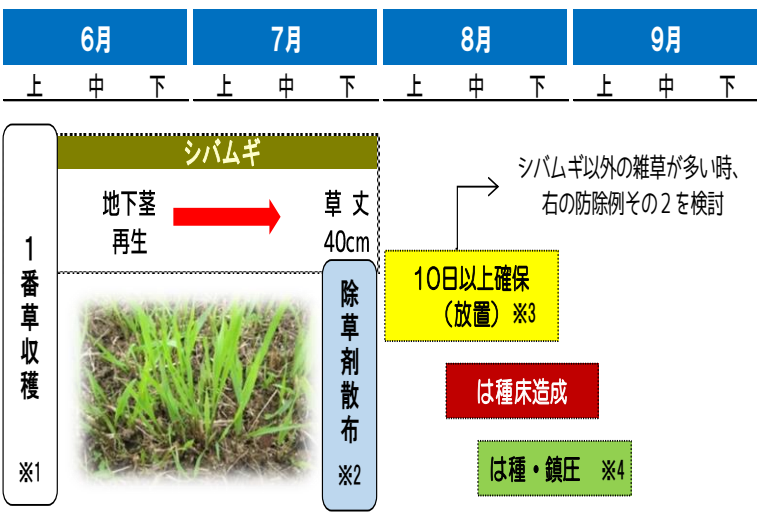 6月 7月 8月 9月
上 中 下 上 中 下 上 中 下 上 中 下
1番草収穫 ※1
シバムギ
地下茎
再生
草丈
40cm
除草剤散布 ※2
シバムギ以外の雑草が多い時、
右の防除例その2を検討
10日以上確保
（放置）※3
は種床造成
は種・鎮圧 ※4